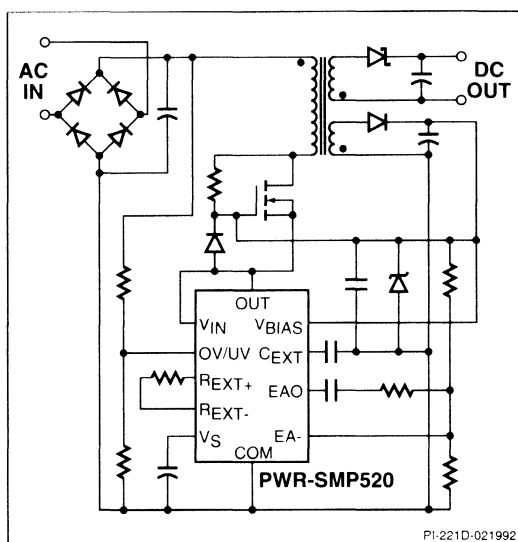 AC
IN
DC
OUT
OUT
VIN
VBIAS
OV/UV
CEXT
REXT+
EAO
REXT-
VS
EA-
COM
PWR-SMP520
PI-221D-021992